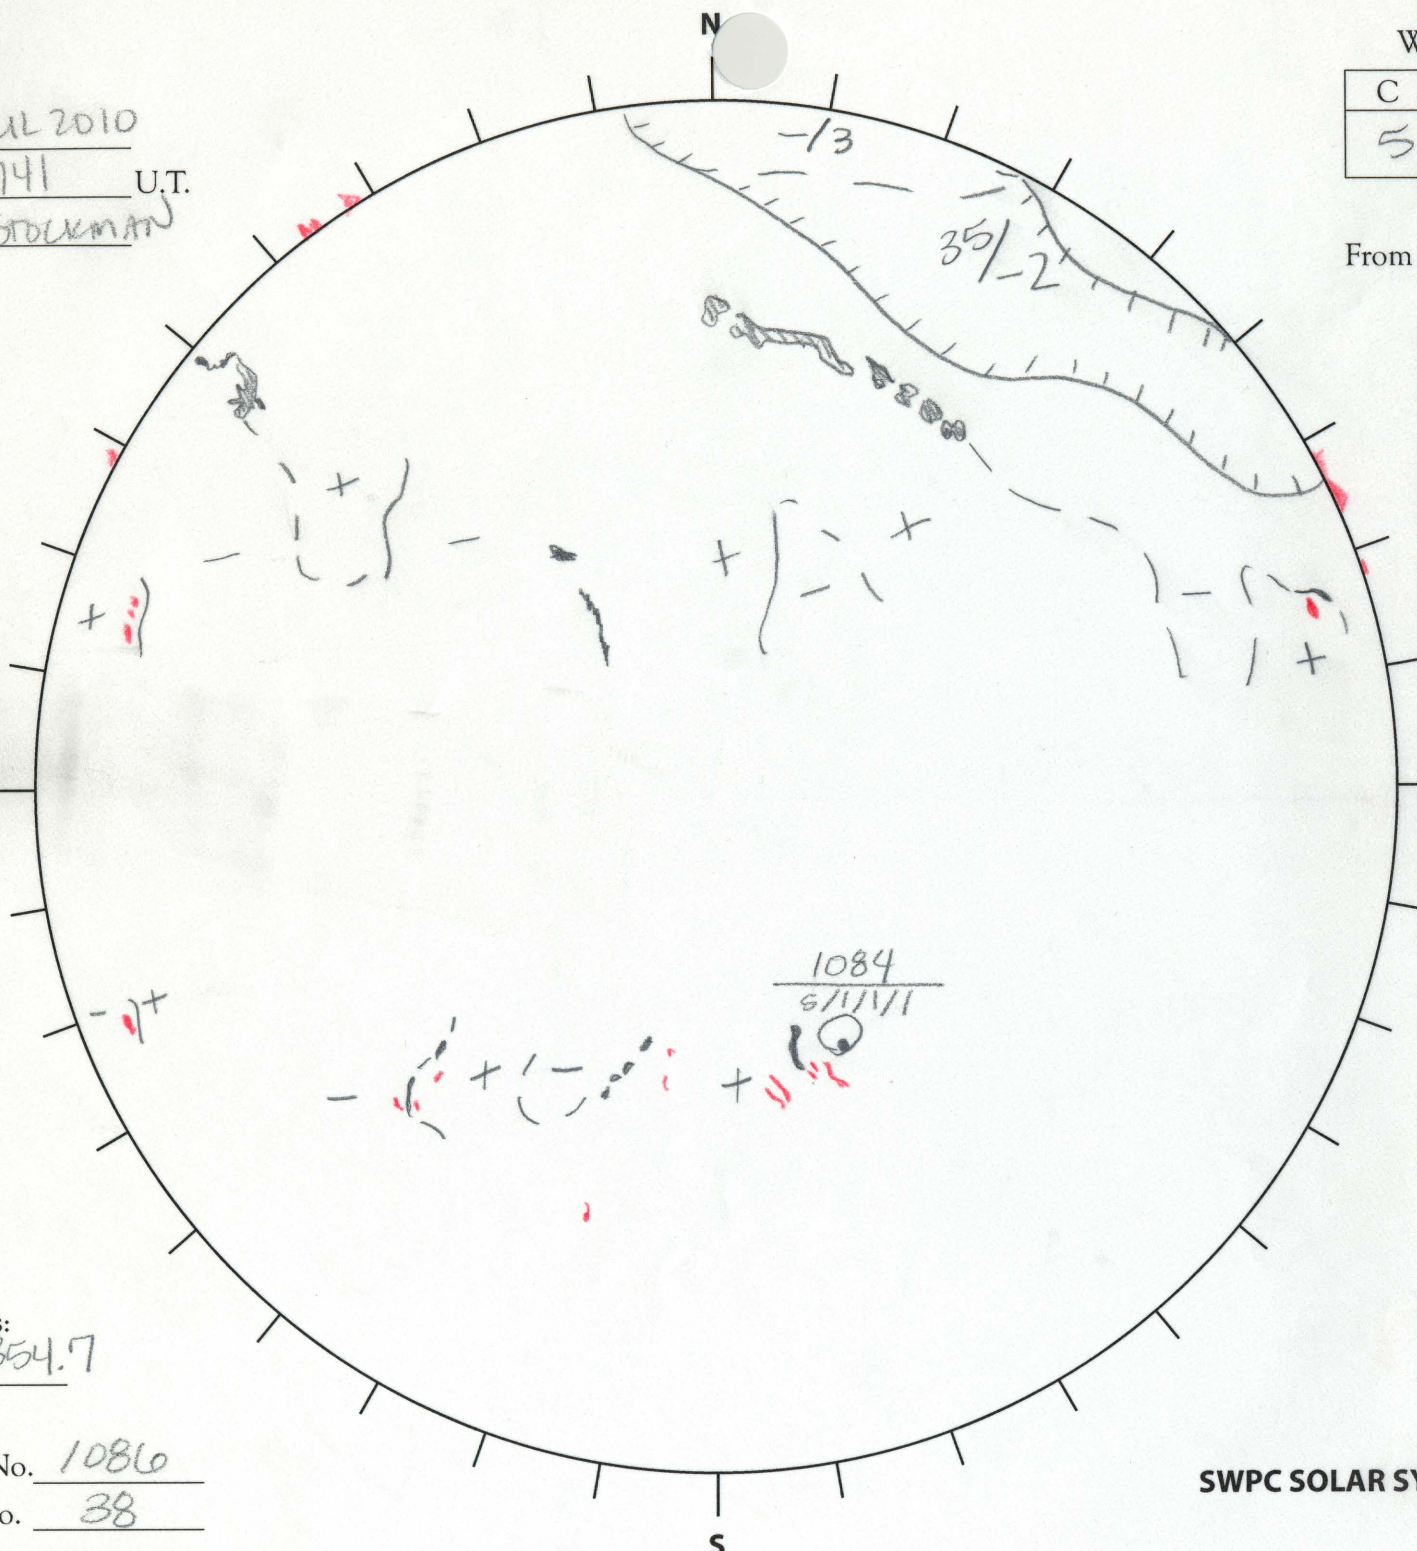 N
W
C
5
UL 2010
141 U.T.
STOCKMAN
-/3
35/-2
From
+
-
-
+
+
+
-
+
1084
S/1/1/1
- +
- + - +
s:
354.7
No. 1086
o. 38
SWPC SOLAR SY
S